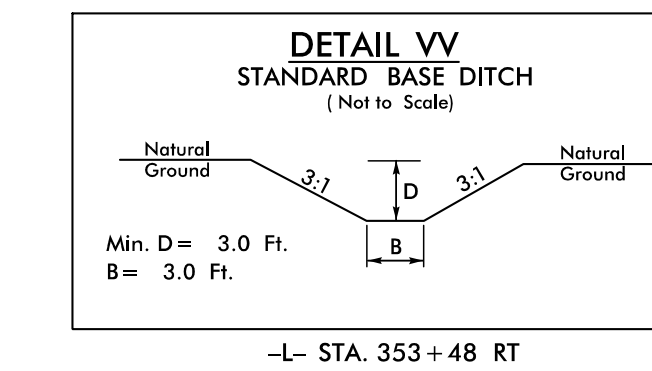 DETAIL VV
STANDARD BASE DITCH
( Not to Scale)
Natural
Ground
3:1
D
3:1
Natural
Ground
B
Min. D = 3.0 Ft.
B = 3.0 Ft.
-L- STA. 353+48 RT